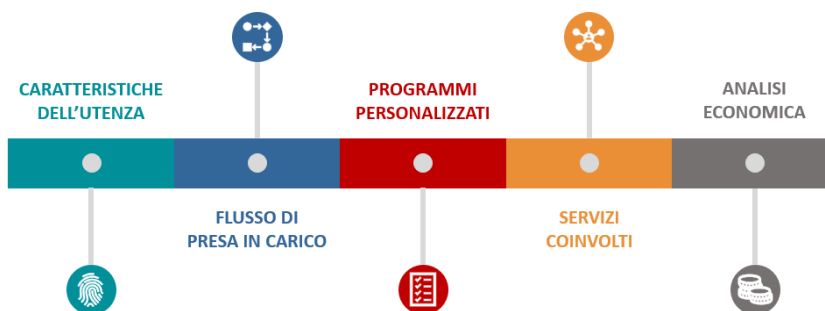 CARATTERISTICHE
DELL'UTENZA
FLUSSO DI
PRESA IN CARICO
PROGRAMMI
PERSONALIZZATI
SERVIZI
COINVOLTI
ANALISI
ECONOMICA